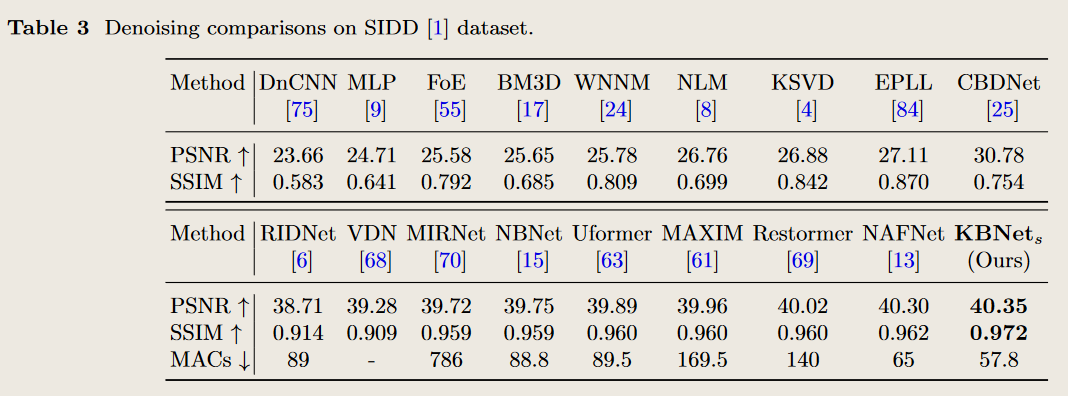 Table 3 Denoising comparisons on SIDD [1] dataset.
Method DnCNN MLP FoE BM3D WNNM NLM KSVD EPLL CBDNet
[75] [9] [55] [17] [24] [8] [4] [84] [25]
PSNR ↑ 23.66 24.71 25.58 25.65 25.78 26.76 26.88 27.11 30.78
SSIM ↑ 0.583 0.641 0.792 0.685 0.809 0.699 0.842 0.870 0.754
Method RIDNet VDN MIRNet NBNet Uformer MAXIM Restormer NAFNet KBNets
[6] [68] [70] [15] [63] [61] [69] [13] (Ours)
PSNR ↑ 38.71 39.28 39.72 39.75 39.89 39.96 40.02 40.30 40.35
SSIM ↑ 0.914 0.909 0.959 0.959 0.960 0.960 0.960 0.962 0.972
MACs ↓ 89 - 786 88.8 89.5 169.5 140 65 57.8